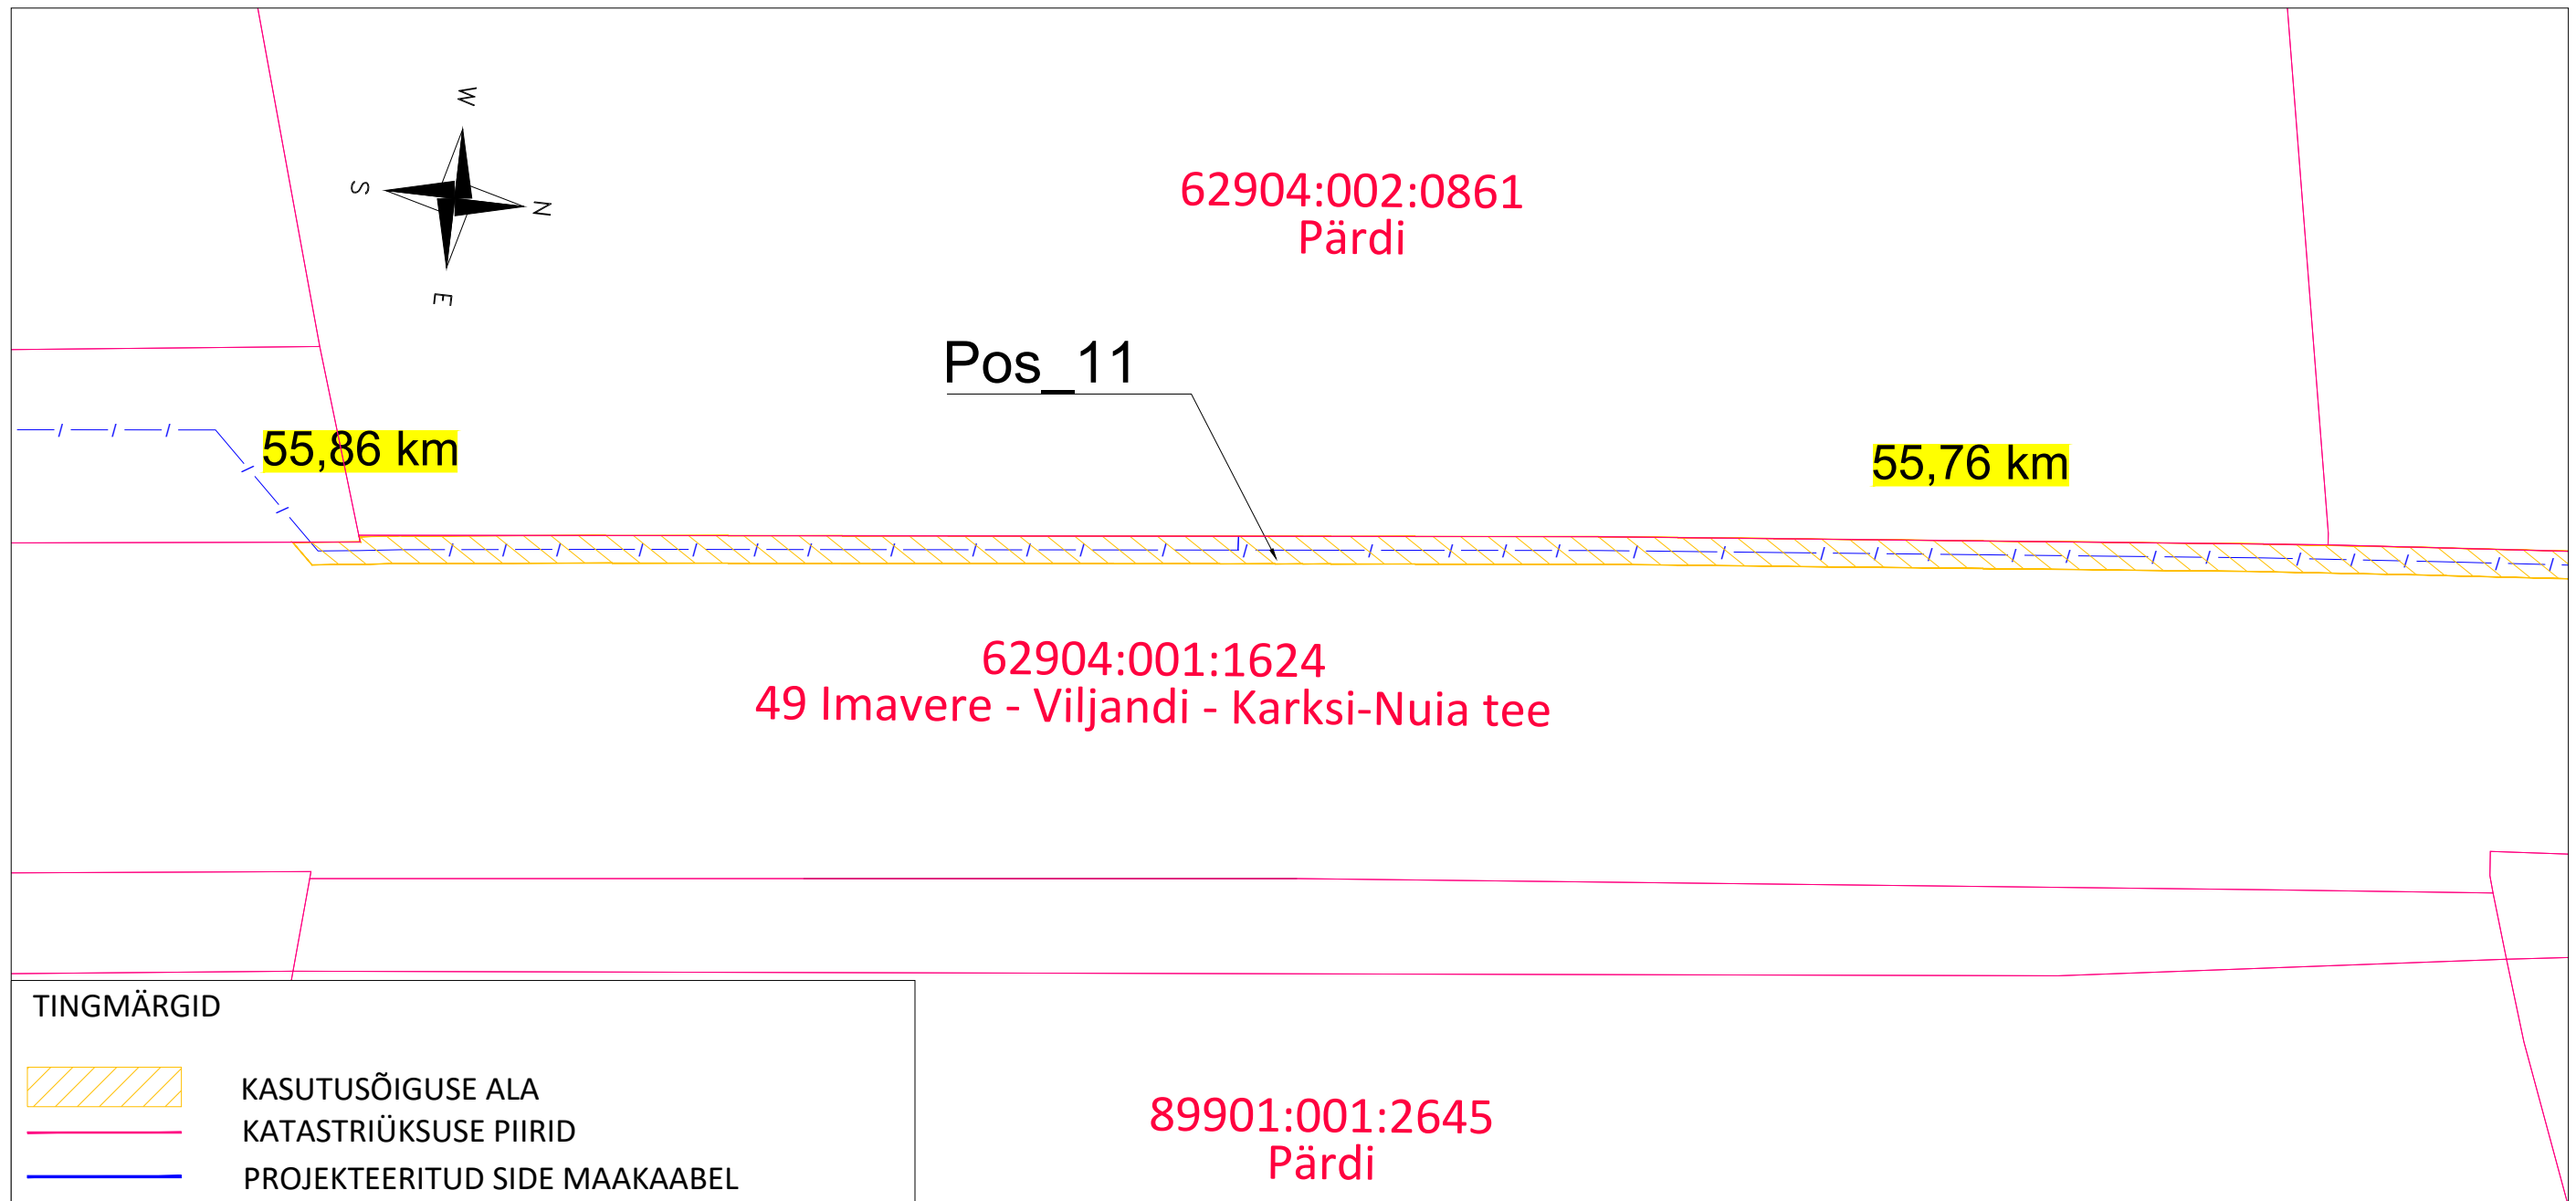 W
S
N
E
62904:002:0861
Pärdi
Pos_11
55,86 km
55,76 km
62904:001:1624
49 Imavere - Viljandi - Karksi-Nuia tee
TINGMÄRGID
KASUTUSÕIGUSE ALA
KATASTRIÜKSUSE PIIRID
PROJEKTEERITUD SIDE MAAKAABEL
89901:001:2645
Pärdi